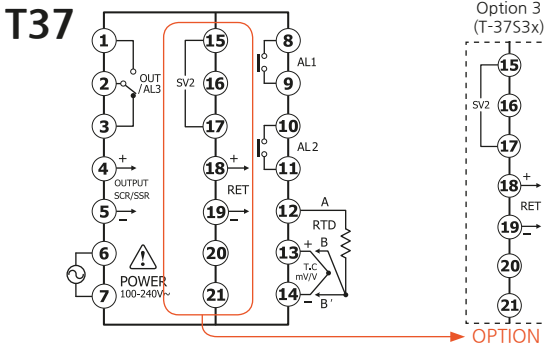 T37
1
2
3
4
5
6
7
OUT
/AL3
+
OUTPUT
SCR/SSR
−
POWER
100-240V~
15
16
17
18
19
20
21
SV2
+
RET
−
8
9
10
11
12
13
14
AL1
AL2
A
RTD
+ B
T.C
mV/V
− B'
Option 3
(T-37S3x)
15
16
17
18
19
20
21
SV2
+
RET
−
OPTION